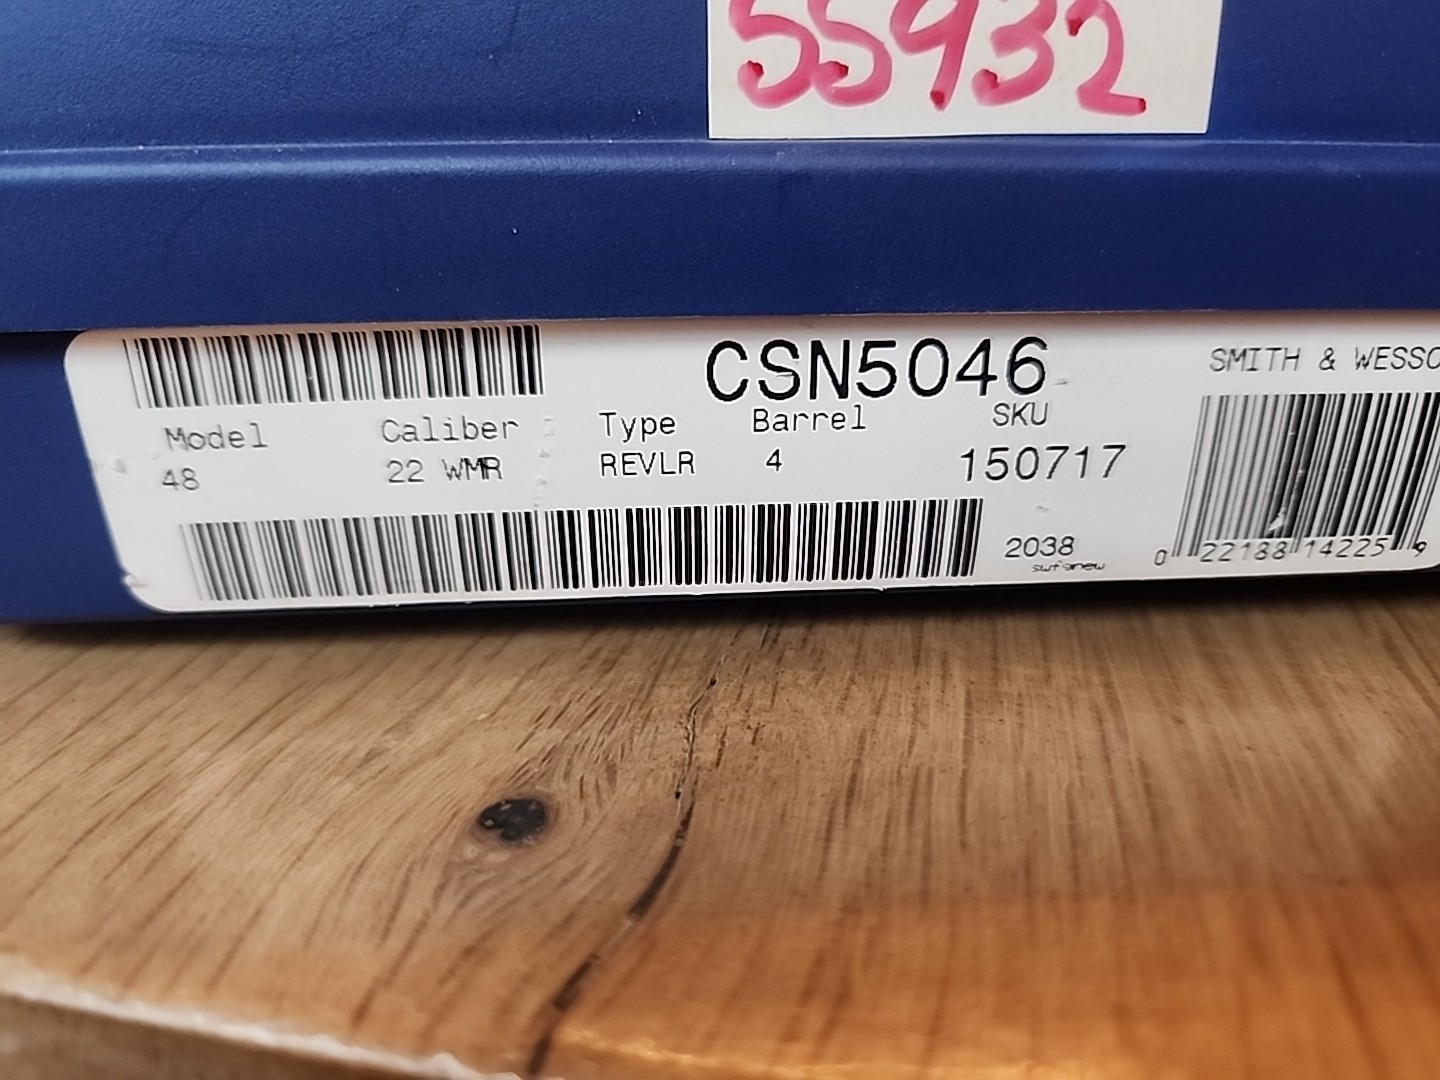 55932
CSN5046
SMITH & WESSO
Model Caliber Type Barrel SKU
48 22 WMR REVLR 4 150717
2038
swfgnew
0 22188 14225 9